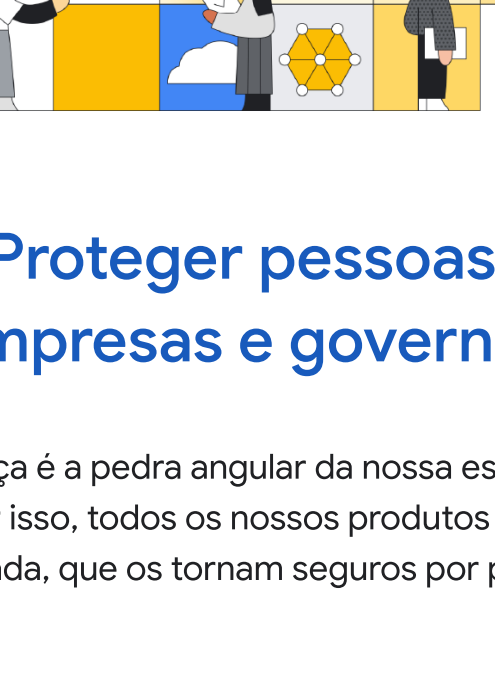 Proteger pessoas
mpresas e govern
ça é a pedra angular da nossa es
isso, todos os nossos produtos
da, que os tornam seguros por p